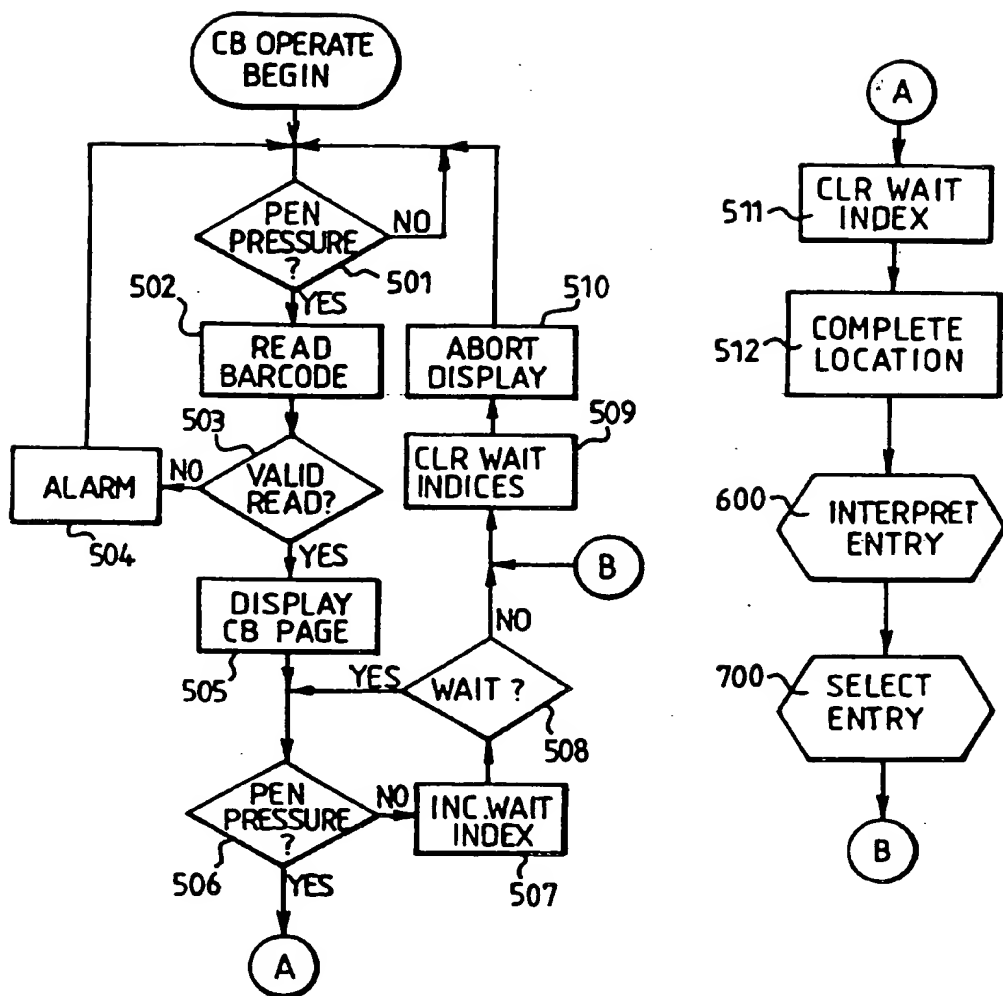 CB OPERATE
BEGIN
PEN
PRESSURE
?
NO
501
YES
502
READ
BARCODE
503
VALID
READ?
NO
ALARM
504
YES
DISPLAY
CB PAGE
505
PEN
PRESSURE
?
NO
506
YES
A
INC.WAIT
INDEX
507
WAIT ?
YES
508
NO
B
CLR WAIT
INDICES
509
ABORT
DISPLAY
510
A
CLR WAIT
INDEX
511
COMPLETE
LOCATION
512
600
INTERPRET
ENTRY
700
SELECT
ENTRY
B